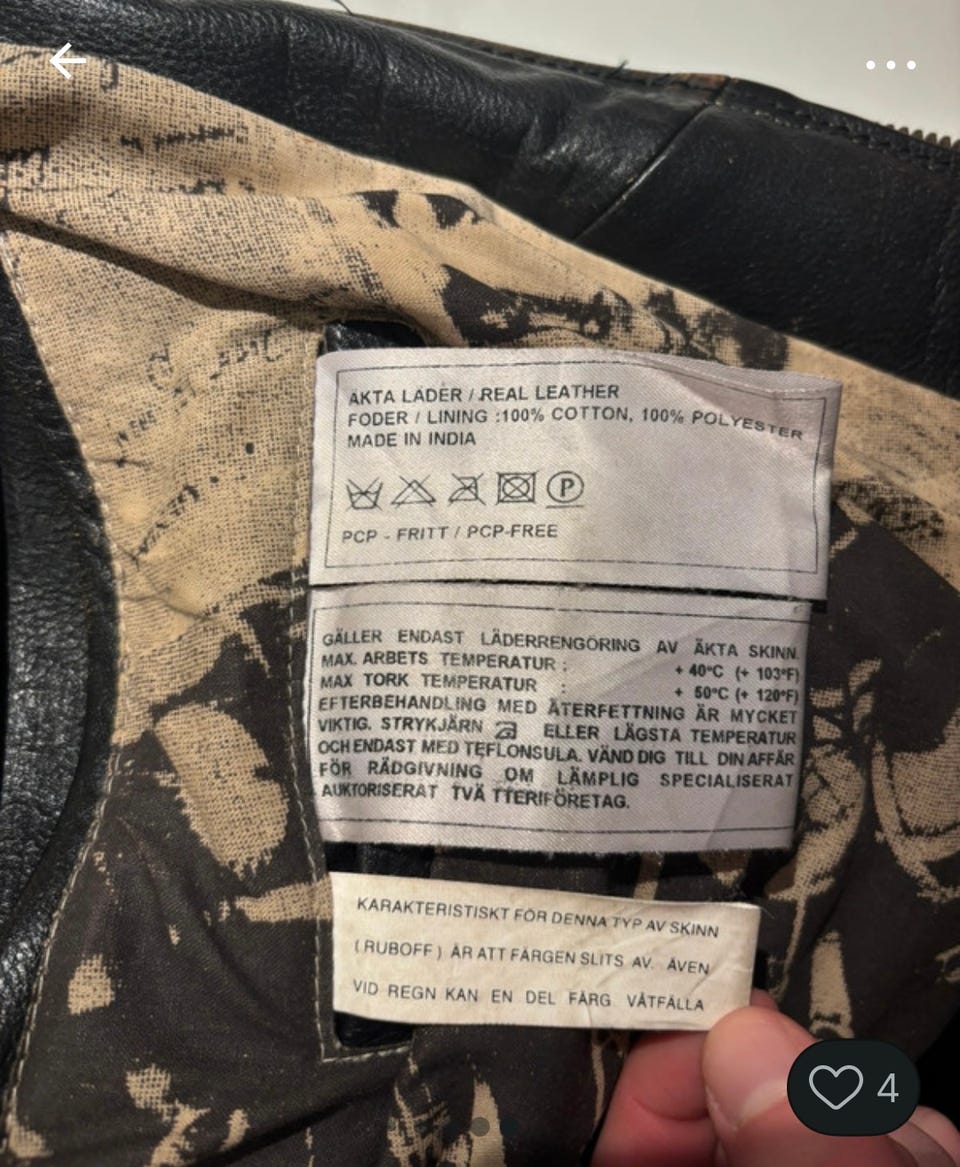 ÄKTA LÄDER / REAL LEATHER
FODER / LINING :100% COTTON, 100% POLYESTER
MADE IN INDIA
P
PCP - FRITT / PCP-FREE
GÄLLER ENDAST LÄDERRENGÖRING AV ÄKTA SKINN.
MAX. ARBETS TEMPERATUR : + 40°C (+ 103°F)
MAX TORK TEMPERATUR : + 50°C (+ 120°F)
EFTERBEHANDLING MED ÅTERFETTNING ÄR MYCKET
VIKTIG. STRYKJÄRN ELLER LÄGSTA TEMPERATUR
OCH ENDAST MED TEFLONSULA. VÄND DIG TILL DIN AFFÄR
FÖR RÅDGIVNING OM LÄMPLIG SPECIALISERAT
AUKTORISERAT TVÄ TTERIFÖRETAG.
KARAKTERISTISKT FÖR DENNA TYP AV SKINN
( RUBOFF ) ÄR ATT FÄRGEN SLITS AV. ÄVEN
VID REGN KAN EN DEL FÄRG VÄTFÄLLA
4